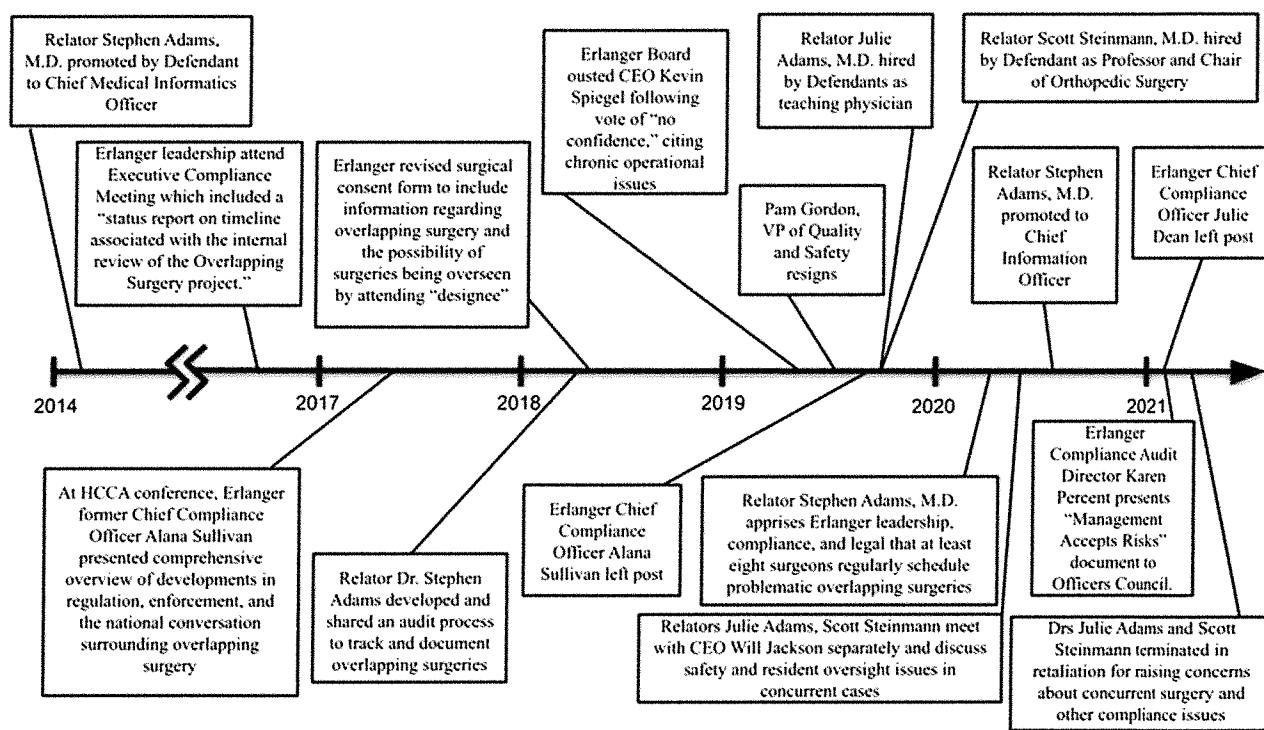 Relator Stephen Adams,
M.D. promoted by Defendant
to Chief Medical Informatics
Officer
Erlanger leadership attend
Executive Compliance
Meeting which included a
“status report on timeline
associated with the internal
review of the Overlapping
Surgery project.”
Erlanger revised surgical
consent form to include
information regarding
overlapping surgery and
the possibility of
surgeries being overseen
by attending “designee”
Erlanger Board
ousted CEO Kevin
Spiegel following
vote of “no
confidence,” citing
chronic operational
issues
Relator Julie
Adams, M.D. hired
by Defendants as
teaching physician
Pam Gordon,
VP of Quality
and Safety
resigns
Relator Scott Steinmann, M.D. hired
by Defendant as Professor and Chair
of Orthopedic Surgery
Relator Stephen
Adams, M.D.
promoted to
Chief
Information
Officer
Erlanger Chief
Compliance
Officer Julie
Dean left post
2014
2017
2018
2019
2020
2021
At HCCA conference, Erlanger
former Chief Compliance
Officer Alana Sullivan
presented comprehensive
overview of developments in
regulation, enforcement, and
the national conversation
surrounding overlapping
surgery
Relator Dr. Stephen
Adams developed and
shared an audit process
to track and document
overlapping surgeries
Erlanger Chief
Compliance
Officer Alana
Sullivan left post
Relator Stephen Adams, M.D.
apprises Erlanger leadership,
compliance, and legal that at least
eight surgeons regularly schedule
problematic overlapping surgeries
Relators Julie Adams, Scott Steinmann meet
with CEO Will Jackson separately and discuss
safety and resident oversight issues in
concurrent cases
Erlanger
Compliance Audit
Director Karen
Percent presents
“Management
Accepts Risks”
document to
Officers Council.
Drs Julie Adams and Scott
Steinmann terminated in
retaliation for raising concerns
about concurrent surgery and
other compliance issues